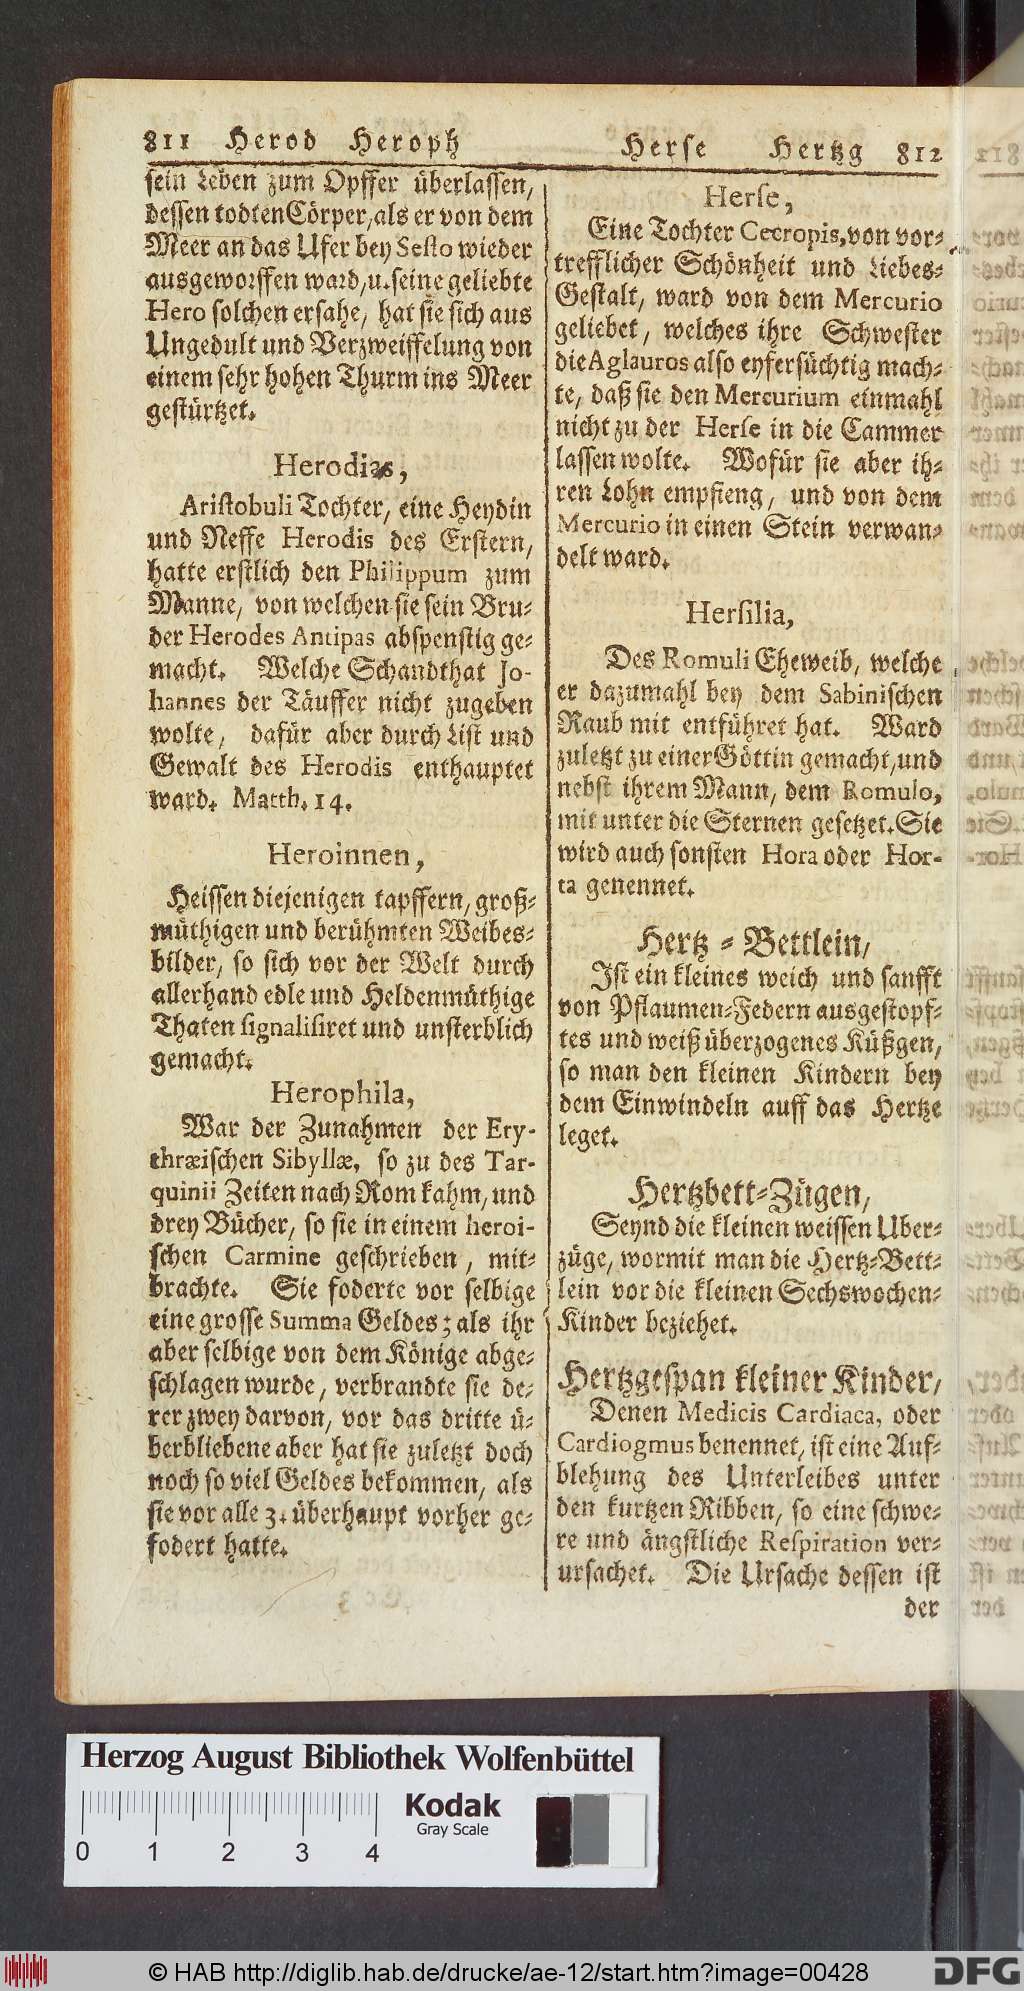 811 Herod Heroph
sein Leben zum Opffer überlassen,
dessen todten Cörper, als er von dem
Meer an das Ufer bey Sesto wieder
ausgeworffen ward, u. seine geliebte
Hero solchen ersahe, hat sie sich aus
Ungedult und Verzweiffelung von
einem sehr hohen Thurm ins Meer
gestürtzet.
Herodias,
Aristobuli Tochter, eine Heydin
und Neffe Herodis des Erstern,
hatte erstlich den Philippum zum
Manne, von welchen sie sein Bru-
der Herodes Antipas abspenstig ge-
macht. Welche Schandthat Jo-
hannes der Täuffer nicht zugeben
wolte, dafür aber durch List und
Gewalt des Herodis enthauptet
ward. Matth. 14.
Heroinnen,
Heissen diejenigen tapffern, groß-
müthigen und berühmten Weibes-
bilder, so sich vor der Welt durch
allerhand edle und Heldenmüthige
Thaten signalisiret und unsterblich
gemacht.
Herophila,
War der Zunahmen der Ery-
thræischen Sibyllæ, so zu des Tar-
quinii Zeiten nach Rom kahm, und
drey Bücher, so sie in einem heroi-
schen Carmine geschrieben, mit-
brachte. Sie foderte vor selbige
eine grosse Summa Geldes; als ihr
aber selbige von dem Könige abge-
schlagen wurde, verbrandte sie de-
rer zwey darvon, vor das dritte ü-
berbliebene aber hat sie zuletzt doch
noch so viel Geldes bekommen, als
sie vor alle 3. überhaupt vorher ge-
fodert hatte.
Herse Hertzg 812
Herse,
Eine Tochter Cecropis, von vor-
trefflicher Schönheit und Liebes-
Gestalt, ward von dem Mercurio
geliebet, welches ihre Schwester
die Aglauros also eyfersüchtig mach-
te, daß sie den Mercurium einmahl
nicht zu der Herse in die Cammer
lassen wolte. Wofür sie aber ih-
ren Lohn empfieng, und von dem
Mercurio in einen Stein verwan-
delt ward.
Hersilia,
Des Romuli Eheweib, welche
er dazumahl bey dem Sabinischen
Raub mit entführet hat. Ward
zuletzt zu einer Göttin gemacht, und
nebst ihrem Mann, dem Romulo,
mit unter die Sternen gesetzet. Sie
wird auch sonsten Hora oder Hor-
ta genennet.
Hertz-Bettlein,
Ist ein kleines weich und sanfft
von Pflaumen-Federn ausgestopf-
tes und weiß überzogenes Küßgen,
so man den kleinen Kindern bey
dem Einwindeln auff das Hertze
leget.
Hertzbett-Zügen,
Seynd die kleinen weissen Uber-
züge, wormit man die Hertz-Bett-
lein vor die kleinen Sechswochen-
Kinder beziehet.
Hertzgespan kleiner Kinder,
Denen Medicis Cardiaca, oder
Cardiogmus benennet, ist eine Auf-
blehung des Unterleibes unter
den kurtzen Ribben, so eine schwe-
re und ängstliche Respiration ver-
ursachet. Die Ursache dessen ist
der
Herzog August Bibliothek Wolfenbüttel
Kodak
Gray Scale
0 1 2 3 4
© HAB http://diglib.hab.de/drucke/ae-12/start.htm?image=00428
DFG